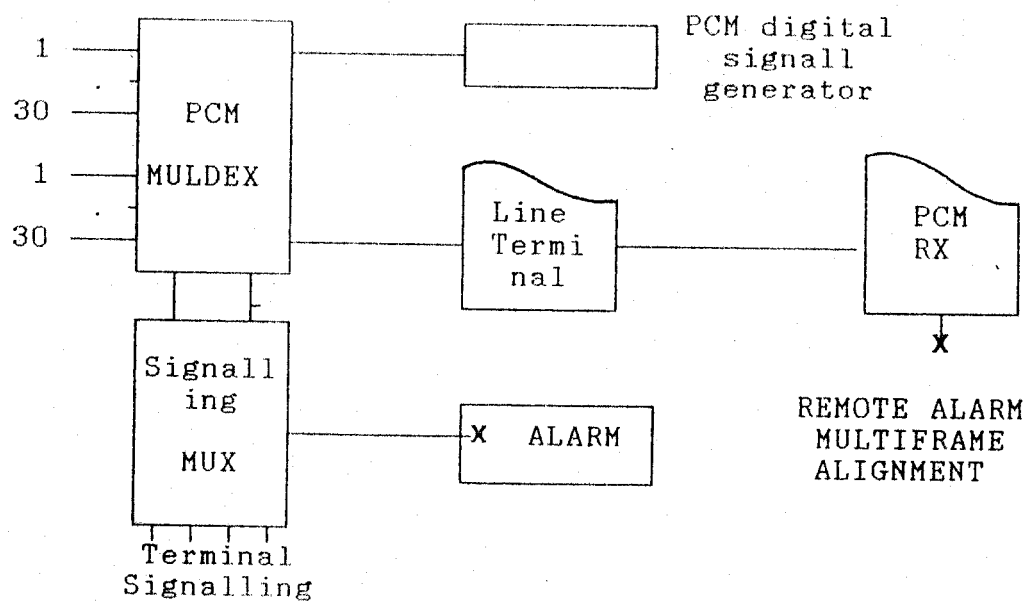 1
30
1
30
PCM
MULDEX
PCM digital
signall
generator
Line
Termi
nal
PCM
RX
X
Signall
ing
MUX
X ALARM
REMOTE ALARM
MULTIFRAME
ALIGNMENT
Terminal
Signalling